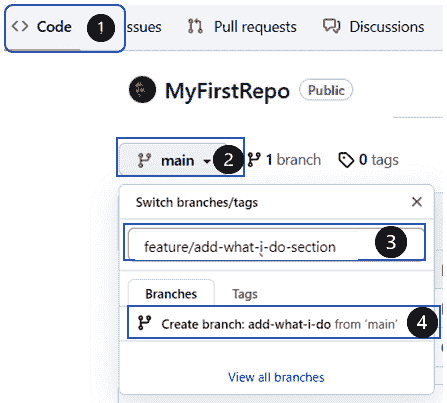 Code 1 ssues Pull requests Discussions
MyFirstRepo Public
main 2 1 branch 0 tags
Switch branches/tags
feature/add-what-i-do-section 3
Branches Tags
Create branch: add-what-i-do from 'main' 4
View all branches